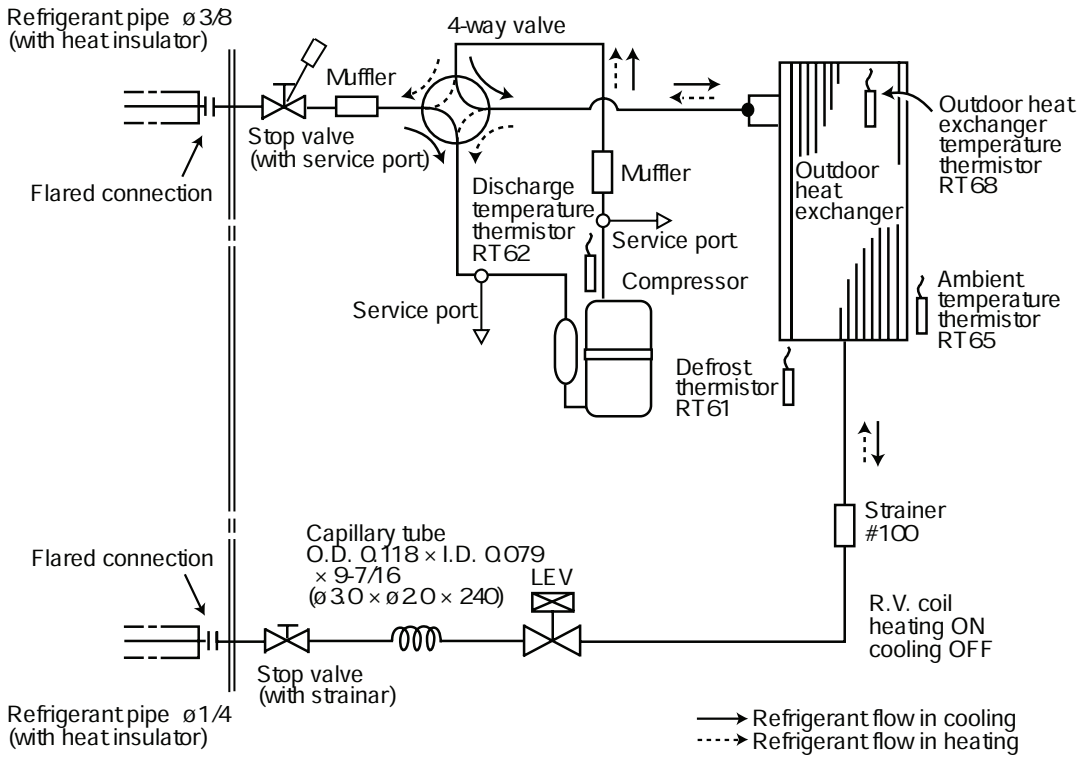 Refrigerant pipe ø3/8
(with heat insulator)
4-way valve
Muffler
Stop valve
(with service port)
Flared connection
Outdoor heat
exchanger
temperature
thermistor
RT68
Outdoor
heat
exchanger
Discharge
temperature
thermistor
RT62
Muffler
Service port
Compressor
Service port
Ambient
temperature
thermistor
RT65
Defrost
thermistor
RT61
Strainer
#100
Flared connection
Capillary tube
O.D. 0.118 × I.D. 0.079
× 9-7/16
(ø3.0 × ø2.0 × 240)
LEV
R.V. coil
heating ON
cooling OFF
Stop valve
(with strainar)
Refrigerant pipe ø1/4
(with heat insulator)
Refrigerant flow in cooling
Refrigerant flow in heating